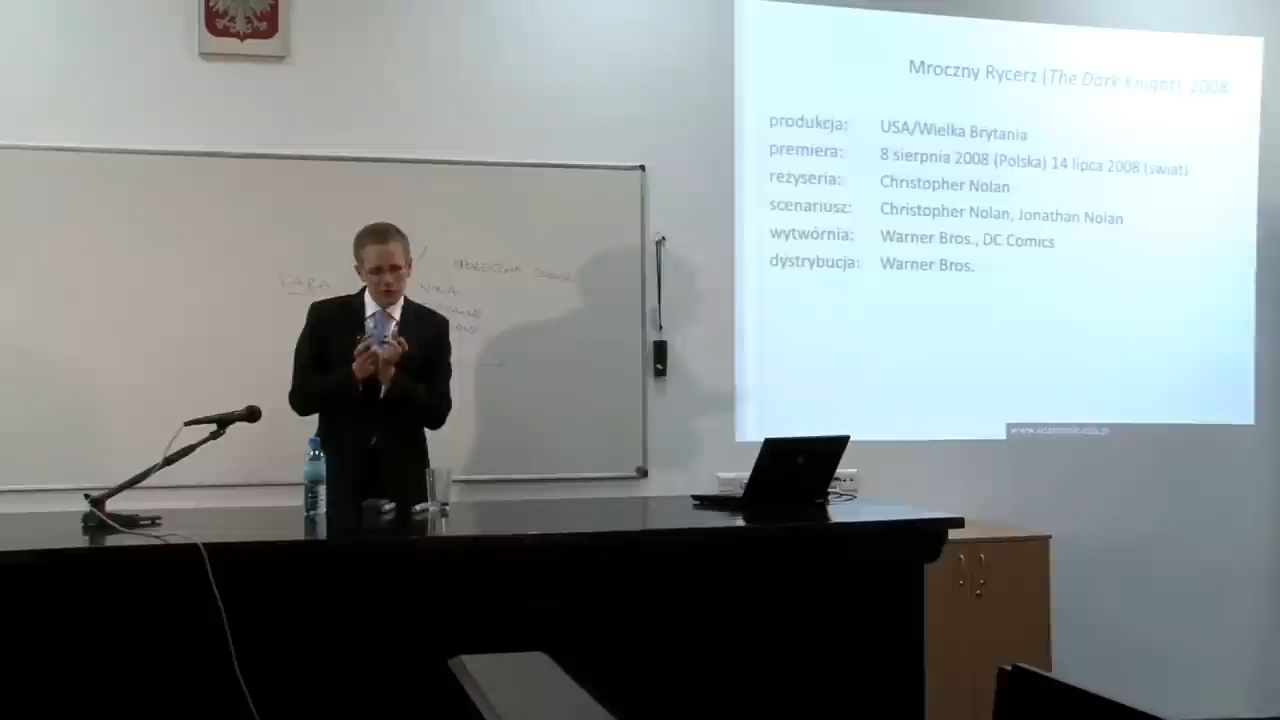 Mroczny Rycerz (The Dark Knight), 2008
produkcja: USA/Wielka Brytania
premiera: 8 sierpnia 2008 (Polska) 14 lipca 2008 (świat)
reżyseria: Christopher Nolan
scenariusz: Christopher Nolan, Jonathan Nolan
wytwórnia: Warner Bros., DC Comics
dystrybucja: Warner Bros.